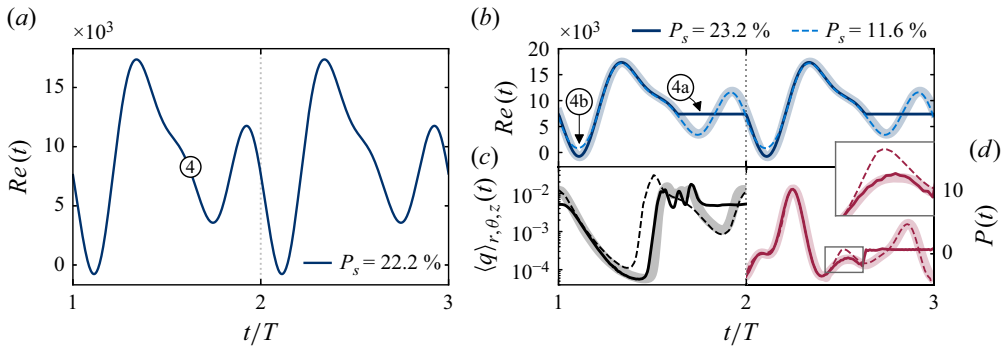 (a)
×10³
15
10
5
0
Re(t)
4
P_s = 22.2 %
1
2
3
t/T
(b)
×10³
P_s = 23.2 %
P_s = 11.6 %
20
15
10
5
0
Re(t)
4b
4a
(c)
10⁻²
10⁻³
10⁻⁴
⟨q⟩_{r,θ,z}(t)
(d)
10
0
P(t)
1
2
3
t/T